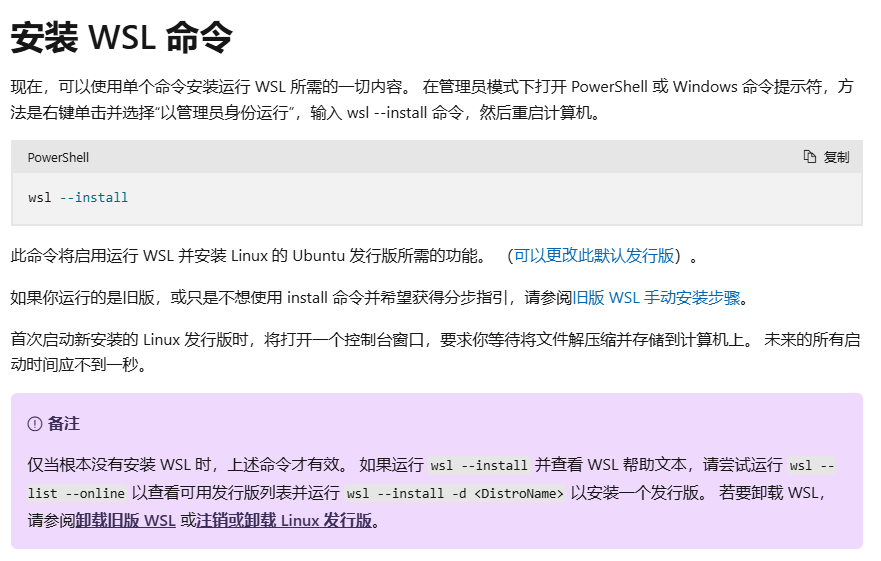 安装 WSL 命令
现在，可以使用单个命令安装运行 WSL 所需的一切内容。 在管理员模式下打开 PowerShell 或 Windows 命令提示符，方
法是右键单击并选择“以管理员身份运行”，输入 wsl --install 命令，然后重启计算机。
PowerShell 复制
wsl --install
此命令将启用运行 WSL 并安装 Linux 的 Ubuntu 发行版所需的功能。 （可以更改此默认发行版）。
如果你运行的是旧版，或只是不想使用 install 命令并希望获得分步指引，请参阅旧版 WSL 手动安装步骤。
首次启动新安装的 Linux 发行版时，将打开一个控制台窗口，要求你等待将文件解压缩并存储到计算机上。 未来的所有启
动时间应不到一秒。
备注
仅当根本没有安装 WSL 时，上述命令才有效。 如果运行 wsl --install 并查看 WSL 帮助文本，请尝试运行 wsl --
list --online 以查看可用发行版列表并运行 wsl --install -d <DistroName> 以安装一个发行版。 若要卸载 WSL，
请参阅卸载旧版 WSL 或注销或卸载 Linux 发行版。